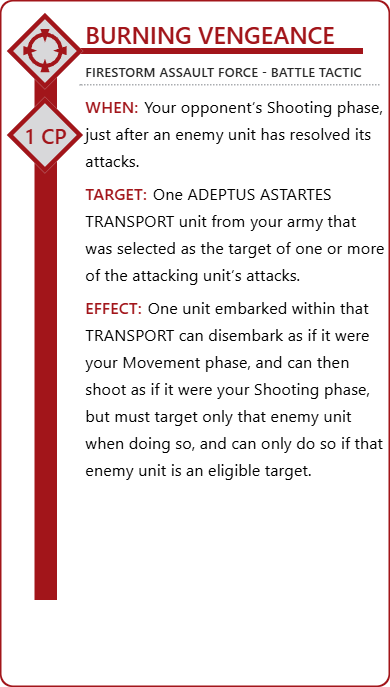 BURNING VENGEANCE
FIRESTORM ASSAULT FORCE - BATTLE TACTIC
1 CP
WHEN: Your opponent’s Shooting phase,
just after an enemy unit has resolved its
attacks.
TARGET: One ADEPTUS ASTARTES
TRANSPORT unit from your army that
was selected as the target of one or more
of the attacking unit’s attacks.
EFFECT: One unit embarked within that
TRANSPORT can disembark as if it were
your Movement phase, and can then
shoot as if it were your Shooting phase,
but must target only that enemy unit
when doing so, and can only do so if that
enemy unit is an eligible target.